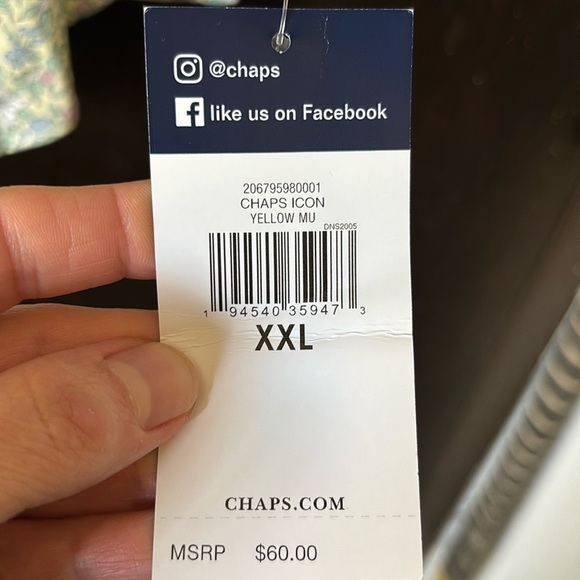 @chaps
f like us on Facebook
206795980001
CHAPS ICON
YELLOW MU
DNS2005
1 94540 35947 3
XXL
CHAPS.COM
MSRP $60.00